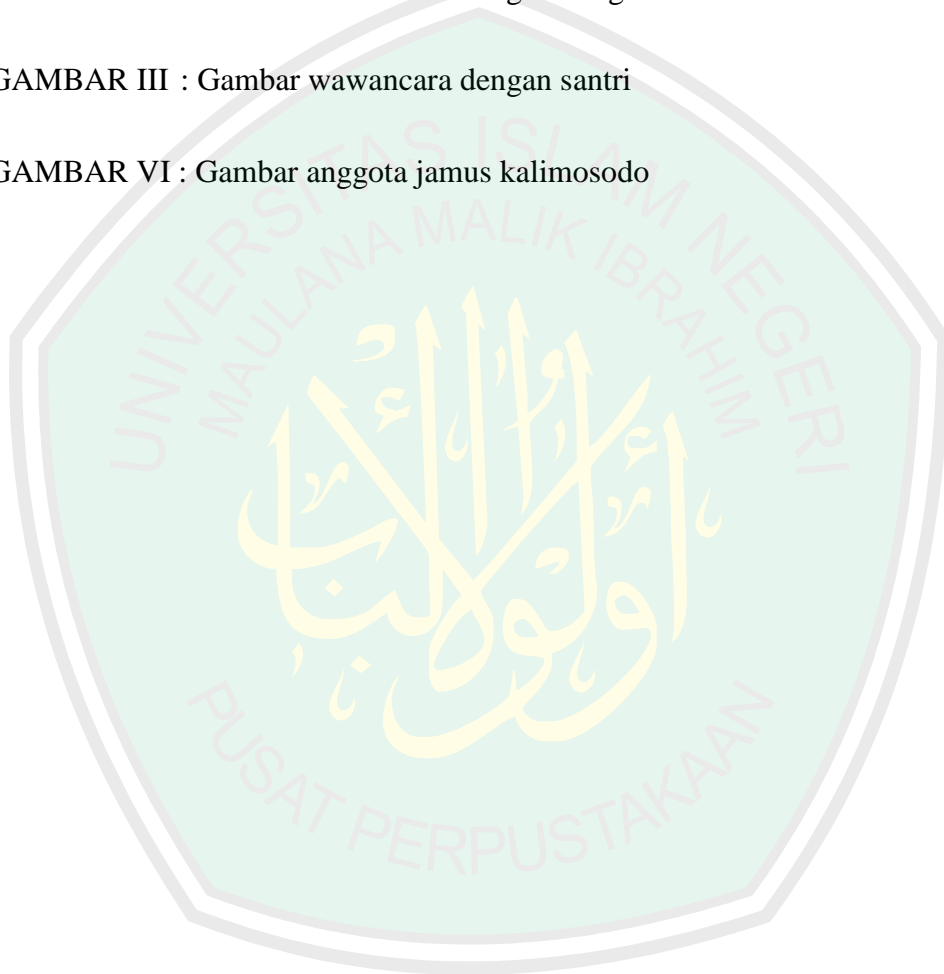 GAMBAR III : Gambar wawancara dengan santri
GAMBAR VI : Gambar anggota jamus kalimosodo
UNIVERSITAS ISLAM NEGERI
MAULANA MALIK IBRAHIM
أولوا الألباب
PUSAT PERPUSTAKAAN